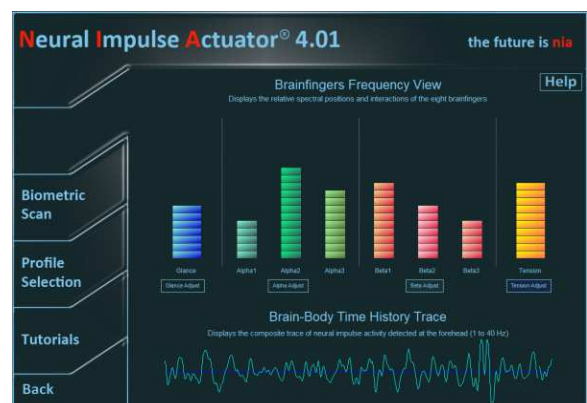 Neural Impulse Actuator® 4.01
the future is nia
Brainfingers Frequency View
Help
Displays the relative spectral positions and interactions of the eight brainfingers
Biometric
Scan
Profile
Selection
Tutorials
Back
Glance
Alpha1
Alpha2
Alpha3
Beta1
Beta2
Beta3
Tension
Glance Adjust
Alpha Adjust
Beta Adjust
Tension Adjust
Brain-Body Time History Trace
Displays the composite trace of neural impulse activity detected at the forehead (1 to 40 Hz)